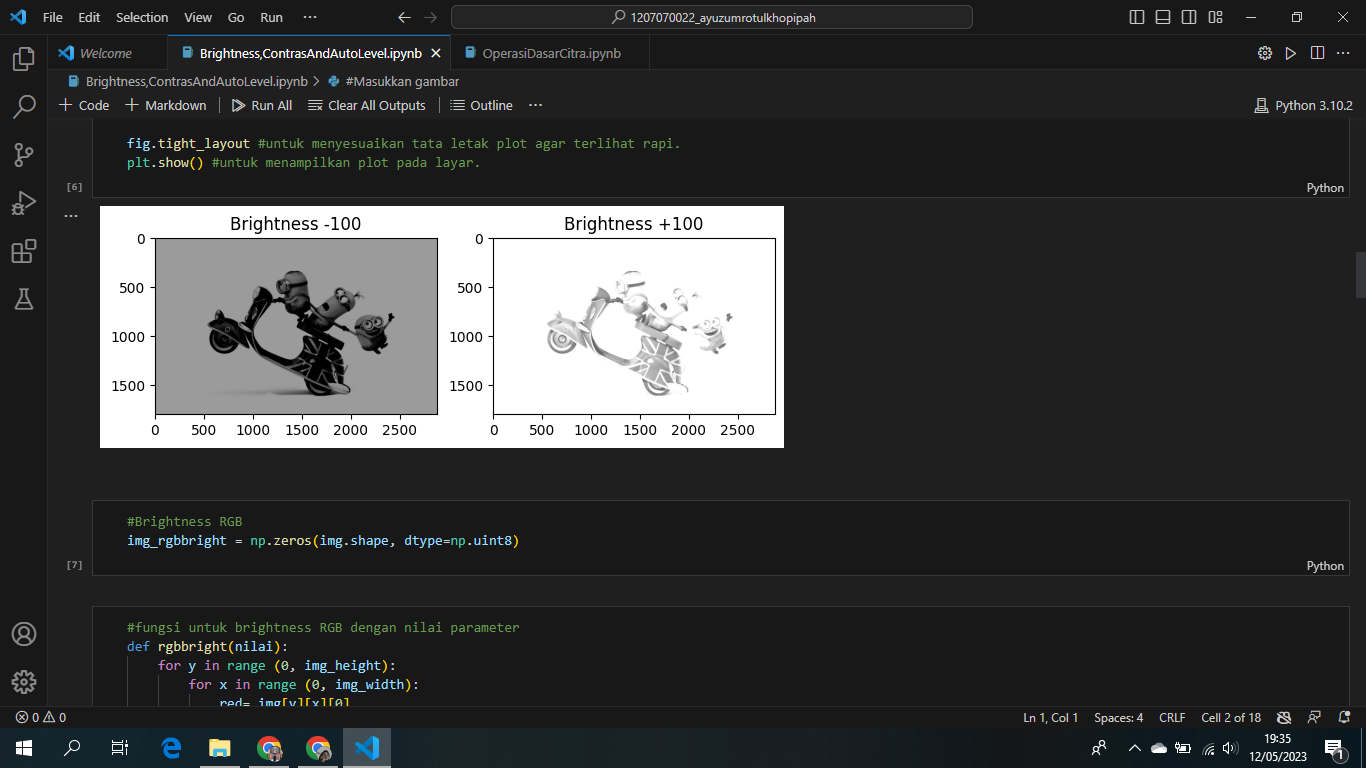 File Edit Selection View Go Run ··· 1207070022_ayuzumrotulkhopipah
Welcome Brightness,ContrasAndAutoLevel.ipynb OperasiDasarCitra.ipynb
Brightness,ContrasAndAutoLevel.ipynb > #Masukkan gambar
+ Code + Markdown Run All Clear All Outputs Outline ··· Python 3.10.2
fig.tight_layout #untuk menyesuaikan tata letak plot agar terlihat rapi.
plt.show() #untuk menampilkan plot pada layar.
[6] Python
Brightness -100 Brightness +100
0 0
500 500
1000 1000
1500 1500
0 500 1000 1500 2000 2500 0 500 1000 1500 2000 2500
#Brightness RGB
img_rgbbright = np.zeros(img.shape, dtype=np.uint8)
[7] Python
#fungsi untuk brightness RGB dengan nilai parameter
def rgbbright(nilai):
for y in range (0, img_height):
for x in range (0, img_width):
red= img[y][x][0]
0 0 Ln 1, Col 1 Spaces: 4 CRLF Cell 2 of 18
19:35
12/05/2023 1